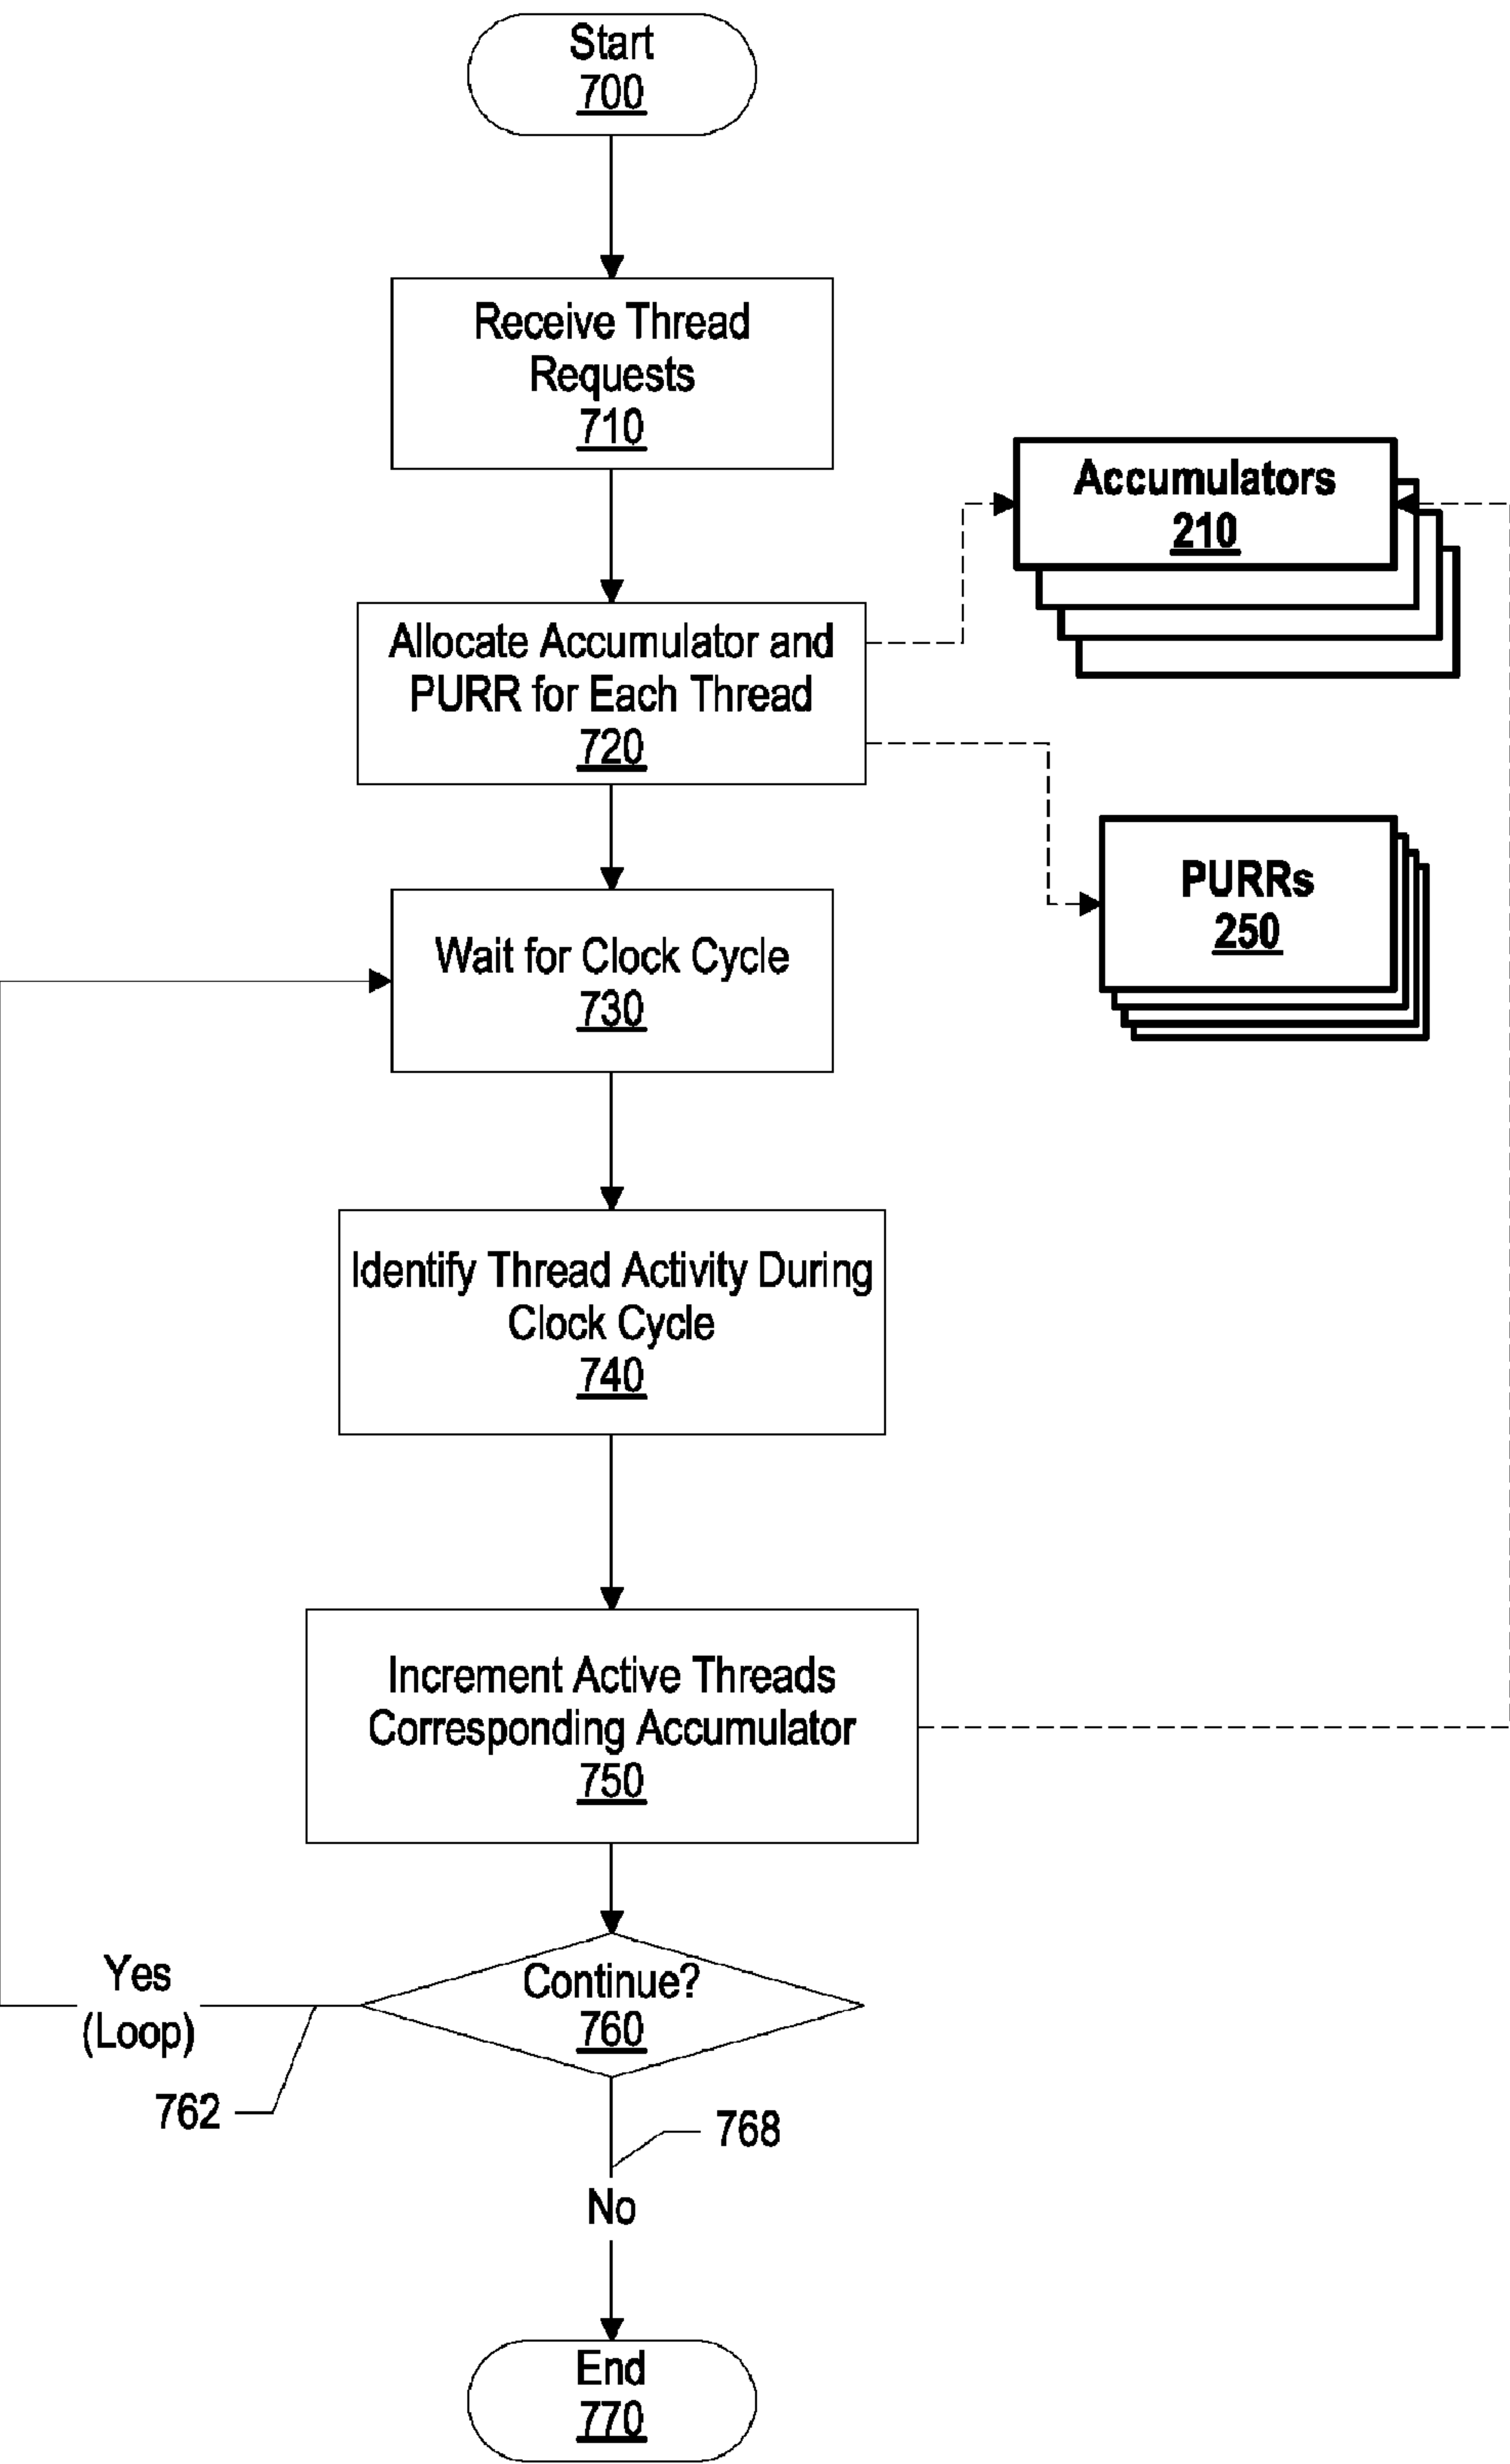 Start
700
Receive Thread
Requests
710
Accumulators
210
Allocate Accumulator and
PURR for Each Thread
720
PURRs
250
Wait for Clock Cycle
730
Identify Thread Activity During
Clock Cycle
740
Increment Active Threads
Corresponding Accumulator
750
Continue?
760
Yes
(Loop)
762
768
No
End
770